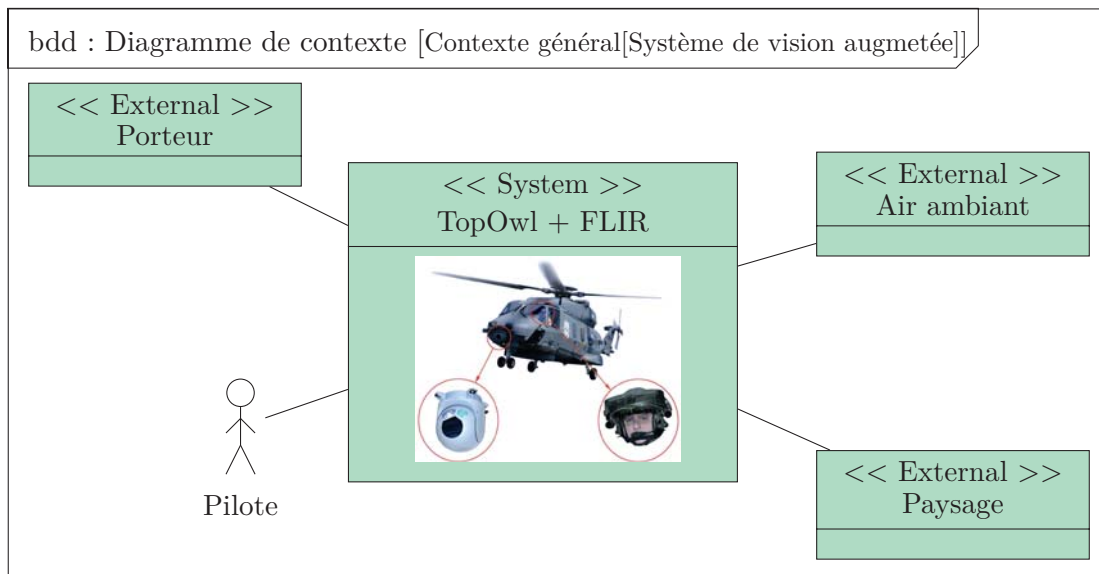 bdd : Diagramme de contexte [Contexte général[Système de vision augmetée]]
<< External >>
Porteur
<< System >>
TopOwl + FLIR
<< External >>
Air ambiant
Pilote
<< External >>
Paysage